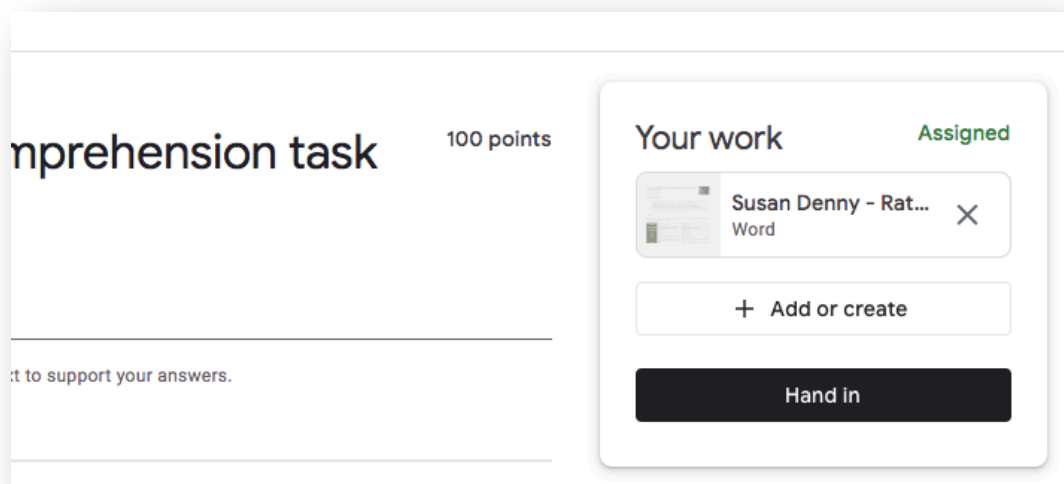 mprehension task
100 points
Your work
Assigned
Susan Denny - Rat...
Word
+ Add or create
Hand in
t to support your answers.